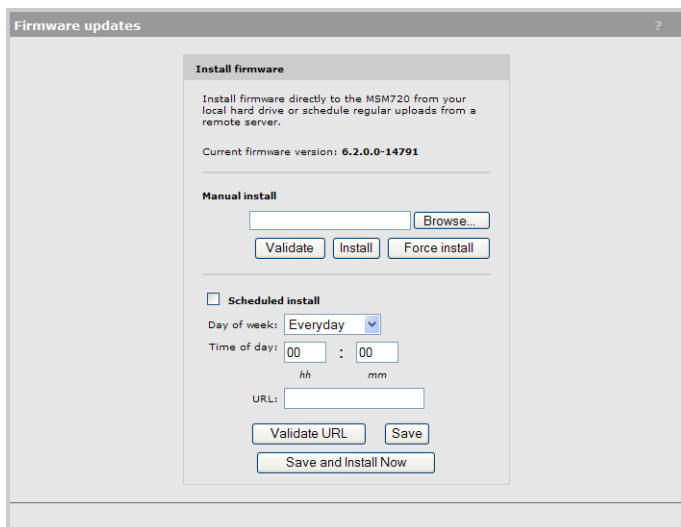 Firmware updates ?
Install firmware
Install firmware directly to the MSM720 from your
local hard drive or schedule regular uploads from a
remote server.
Current firmware version: 6.2.0.0-14791
Manual install
Browse...
Validate Install Force install
Scheduled install
Day of week: Everyday
Time of day: 00 : 00
hh mm
URL:
Validate URL Save
Save and Install Now